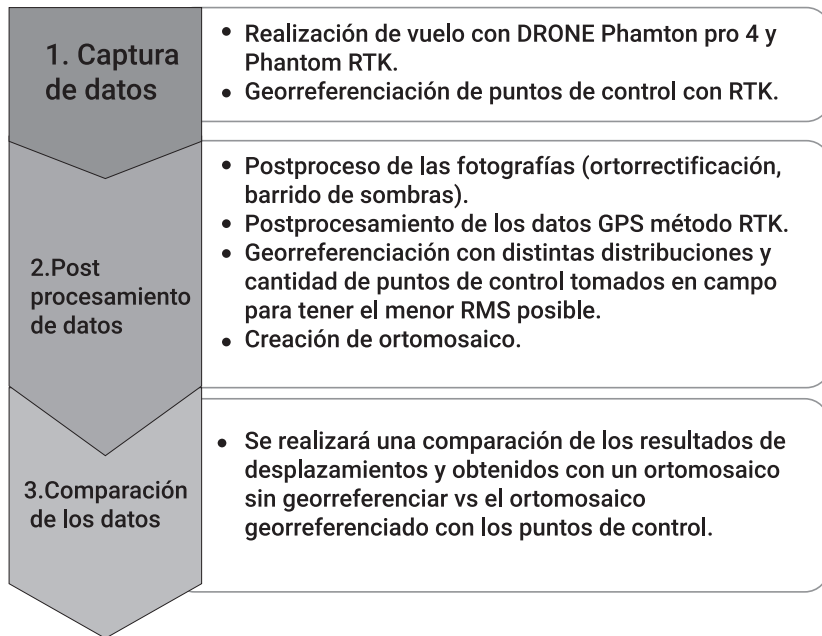 1. Captura
de datos
• Realización de vuelo con DRONE Phamton pro 4 y
Phantom RTK.
• Georreferenciación de puntos de control con RTK.
2.Post
procesamiento
de datos
• Postproceso de las fotografías (ortorrectificación,
barrido de sombras).
• Postprocesamiento de los datos GPS método RTK.
• Georreferenciación con distintas distribuciones y
cantidad de puntos de control tomados en campo
para tener el menor RMS posible.
• Creación de ortomosaico.
3.Comparación
de los datos
• Se realizará una comparación de los resultados de
desplazamientos y obtenidos con un ortomosaico
sin georreferenciar vs el ortomosaico
georreferenciado con los puntos de control.